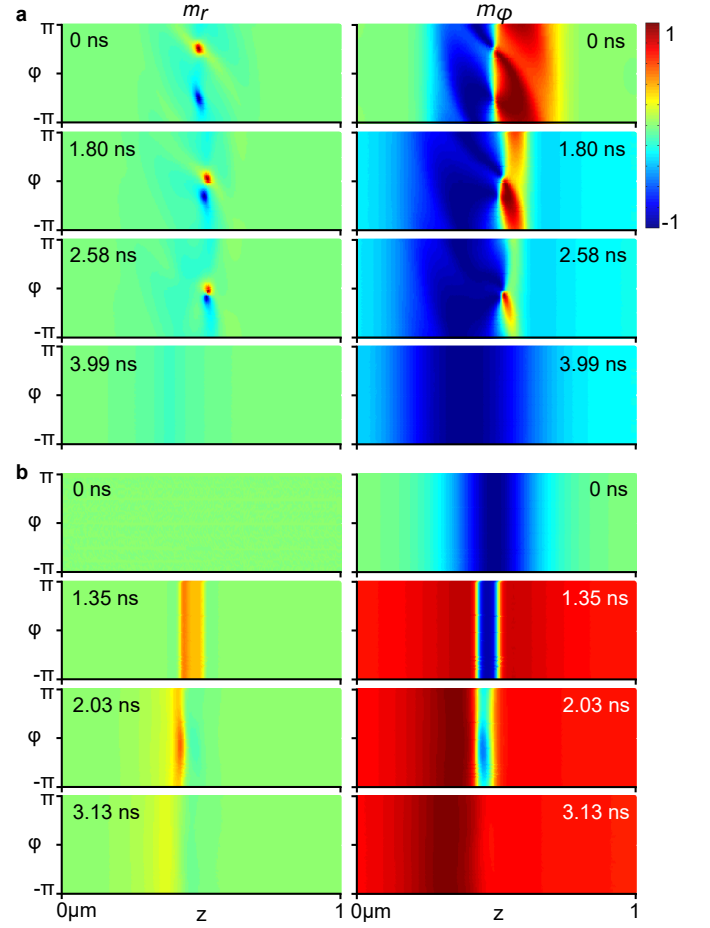 a
m_r
m_φ
π
0 ns
0 ns
1
φ
-π
π
1.80 ns
1.80 ns
φ
-π
-1
π
2.58 ns
2.58 ns
φ
-π
π
3.99 ns
3.99 ns
φ
-π
b
π
0 ns
0 ns
φ
-π
π
1.35 ns
1.35 ns
φ
-π
π
2.03 ns
2.03 ns
φ
-π
π
3.13 ns
3.13 ns
φ
-π
0µm z 1
0µm z 1